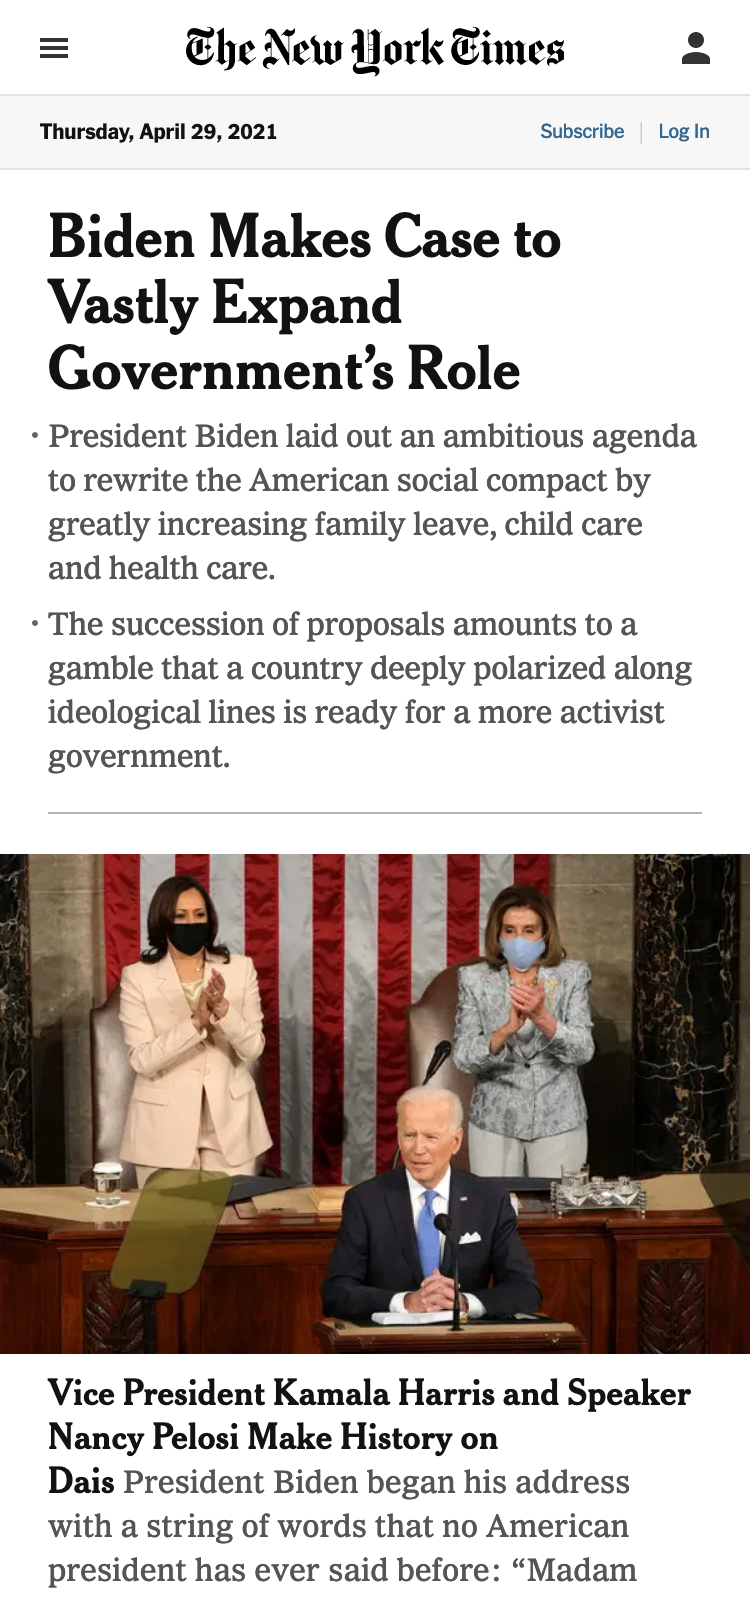 The New York Times
Thursday, April 29, 2021
Subscribe | Log In
Biden Makes Case to
Vastly Expand
Government’s Role
• President Biden laid out an ambitious agenda
to rewrite the American social compact by
greatly increasing family leave, child care
and health care.
• The succession of proposals amounts to a
gamble that a country deeply polarized along
ideological lines is ready for a more activist
government.
Vice President Kamala Harris and Speaker
Nancy Pelosi Make History on
Dais President Biden began his address
with a string of words that no American
president has ever said before: “Madam